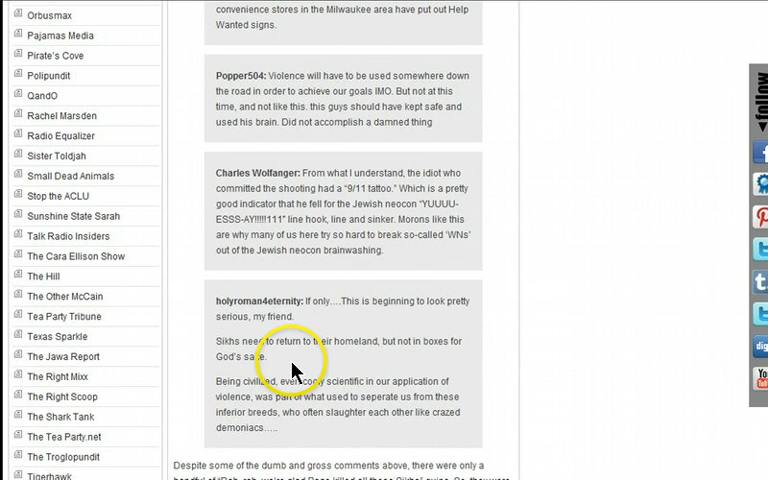 Orbusmax
Pajamas Media
Pirate's Cove
Polipundit
QandO
Rachel Marsden
Radio Equalizer
Sister Toldjah
Small Dead Animals
Stop the ACLU
Sunshine State Sarah
Talk Radio Insiders
The Cara Ellison Show
The Hill
The Other McCain
Tea Party Tribune
Texas Sparkle
The Jawa Report
The Right Mixx
The Right Scoop
The Shark Tank
The Tea Party.net
The Troglopundit
Tigerhawk
convenience stores in the Milwaukee area have put out Help
Wanted signs.
Popper504: Violence will have to be used somewhere down
the road in order to achieve our goals IMO. But not at this
time, and not like this. this guys should have kept safe and
used his brain. Did not accomplish a damned thing
Charles Wolfanger: From what I understand, the idiot who
committed the shooting had a “9/11 tattoo.” Which is a pretty
good indicator that he fell for the Jewish neocon “YUUUU-
ESSS-AY!!!!!111” line hook, line and sinker. Morons like this
are why many of us here try so hard to break so-called ‘WNs’
out of the Jewish neocon brainwashing.
holyroman4eternity: If only….This is beginning to look pretty
serious, my friend.
Sikhs need to return to their homeland, but not in boxes for
God's sake.
Being civilized, even coldly scientific in our application of
violence, was part of what used to seperate us from these
inferior breeds, who often slaughter each other like crazed
demoniacs…..
Despite some of the dumb and gross comments above, there were only a
follow